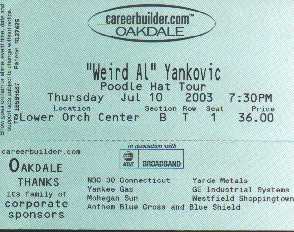 careerbuilder.com™
OAKDALE
"Weird Al" Yankovic
Poodle Hat Tour
Thursday Jul 10 2003 7:30PM
Location Section Row Seat Price
Lower Orch Center B T 1 36.00
careerbuilder.com
OAKDALE
THANKS
its family of
corporate
sponsors
in association with
AT&T BROADBAND
NBC 30 Connecticut Yarde Metals
Yankee Gas GE Industrial Systems
Mohegan Sun Westfield Shoppingtown
Anthem Blue Cross and Blue Shield